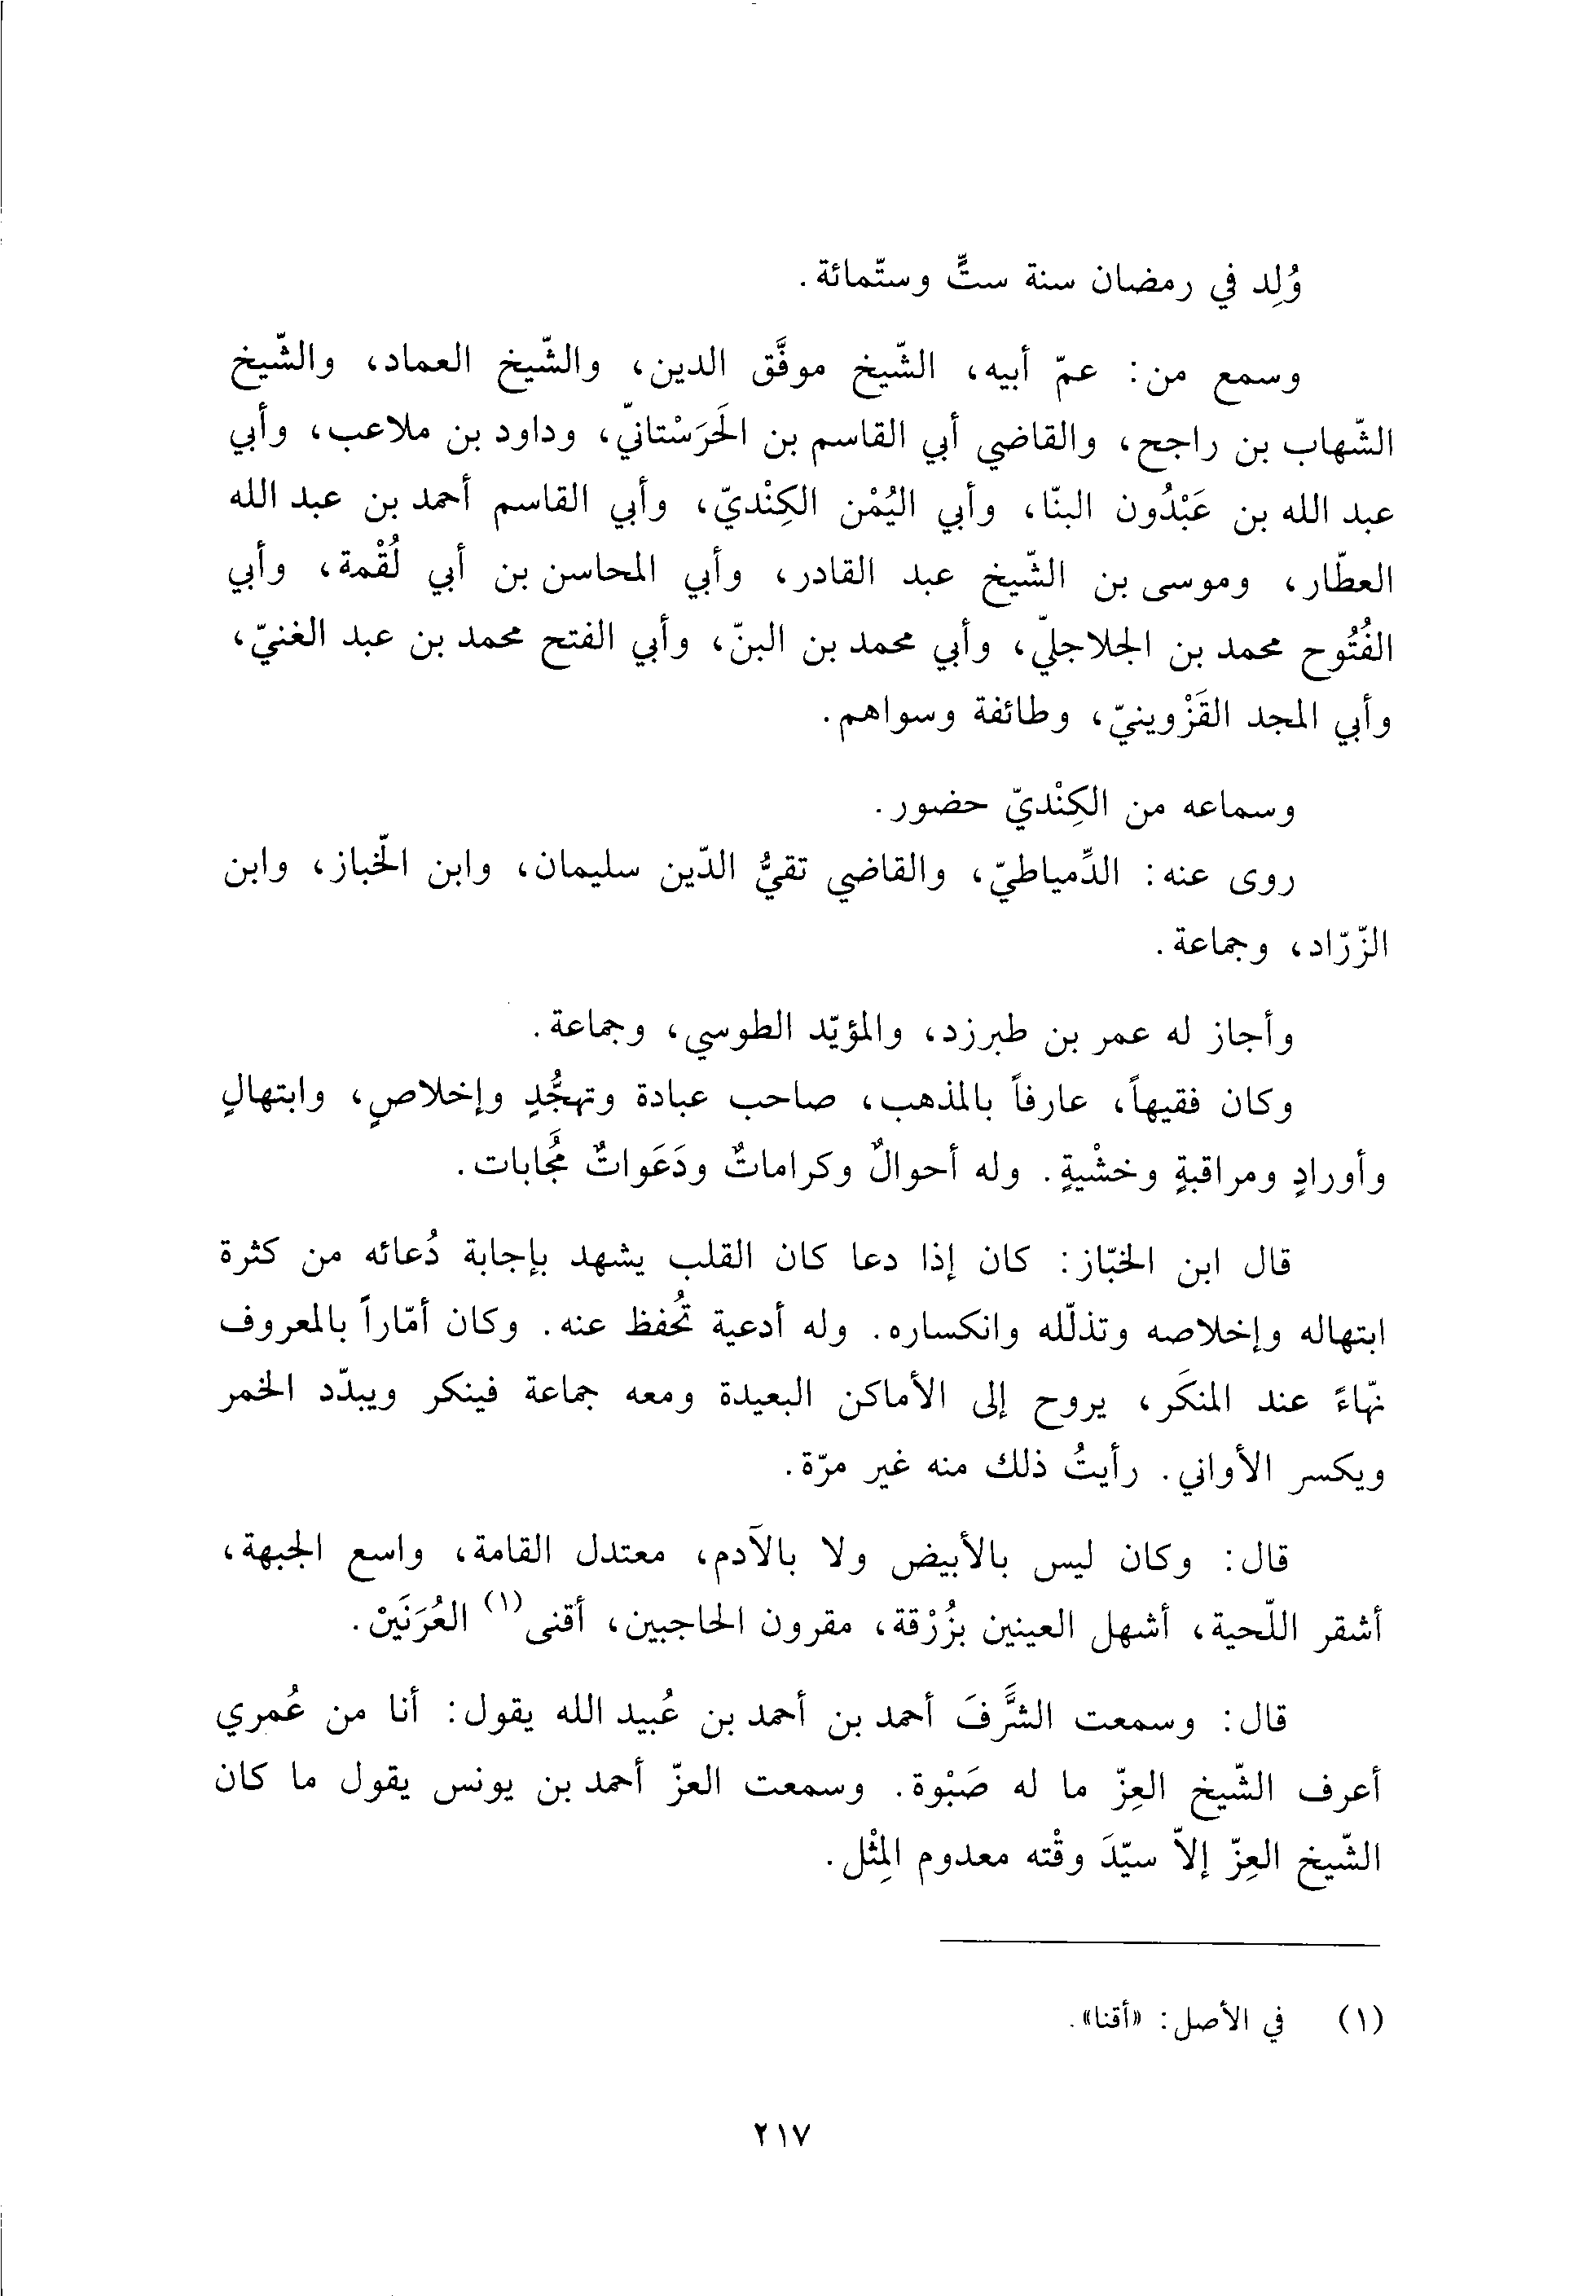 وُلِد في رمضان سنة ستٍّ وستّمائة.
وسمع من: عمّ أبيه، الشّيخ موفَّق الدين، والشّيخ العماد، والشّيخ
الشّهاب بن راجح، والقاضي أبي القاسم بن الحَرَسْتانيّ، وداود بن ملاعب، وأبي
عبد الله بن عَبْدُون البنّا، وأبي اليُمْن الكِنْديّ، وأبي القاسم أحمد بن عبد الله
العطّار، وموسى بن الشّيخ عبد القادر، وأبي المحاسن بن أبي لُقْمة، وأبي
الفُتُوح محمد بن الجلاجليّ، وأبي محمد بن البنّ، وأبي الفتح محمد بن عبد الغنيّ،
وأبي المجد القَزْوينيّ، وطائفة وسواهم.
وسماعه من الكِنْديّ حضور.
روى عنه: الدِّمياطيّ، والقاضي تقيُّ الدّين سليمان، وابن الخّباز، وابن
الزّرّاد، وجماعة.
وأجاز له عمر بن طبرزد، والمؤيّد الطوسي، وجماعة.
وكان فقيهاً، عارفاً بالمذهب، صاحب عبادة وتهجُّدٍ وإخلاصٍ، وابتهالٍ
وأورادٍ ومراقبةٍ وخشْيةٍ. وله أحوالٌ وكراماتٌ ودَعَواتٌ مُجَابات.
قال ابن الخبّاز: كان إذا دعا كان القلب يشهد بإجابة دُعائه من كثرة
ابتهاله وإخلاصه وتذلّله وانكساره. وله أدعية تُحفظ عنه. وكان أمّاراً بالمعروف
نهّاءً عند المنكَر، يروح إلى الأماكن البعيدة ومعه جماعة فينكر ويبدّد الخمر
ويكسر الأواني. رأيتُ ذلك منه غير مرّة.
قال: وكان ليس بالأبيض ولا بالآدم، معتدل القامة، واسع الجبهة،
أشقر اللّحية، أشهل العينين بزُرْقة، مقرون الحاجبين، أقنى(١) العُرَنَينْ.
قال: وسمعت الشَّرَفَ أحمد بن أحمد بن عُبيد الله يقول: أنا من عُمري
أعرف الشّيخ العِزّ ما له صَبْوة. وسمعت العزّ أحمد بن يونس يقول ما كان
الشّيخ العِزّ إلاّ سيّدَ وقْته معدوم المِثْل.
(١) في الأصل: «أقنا».
٢١٧